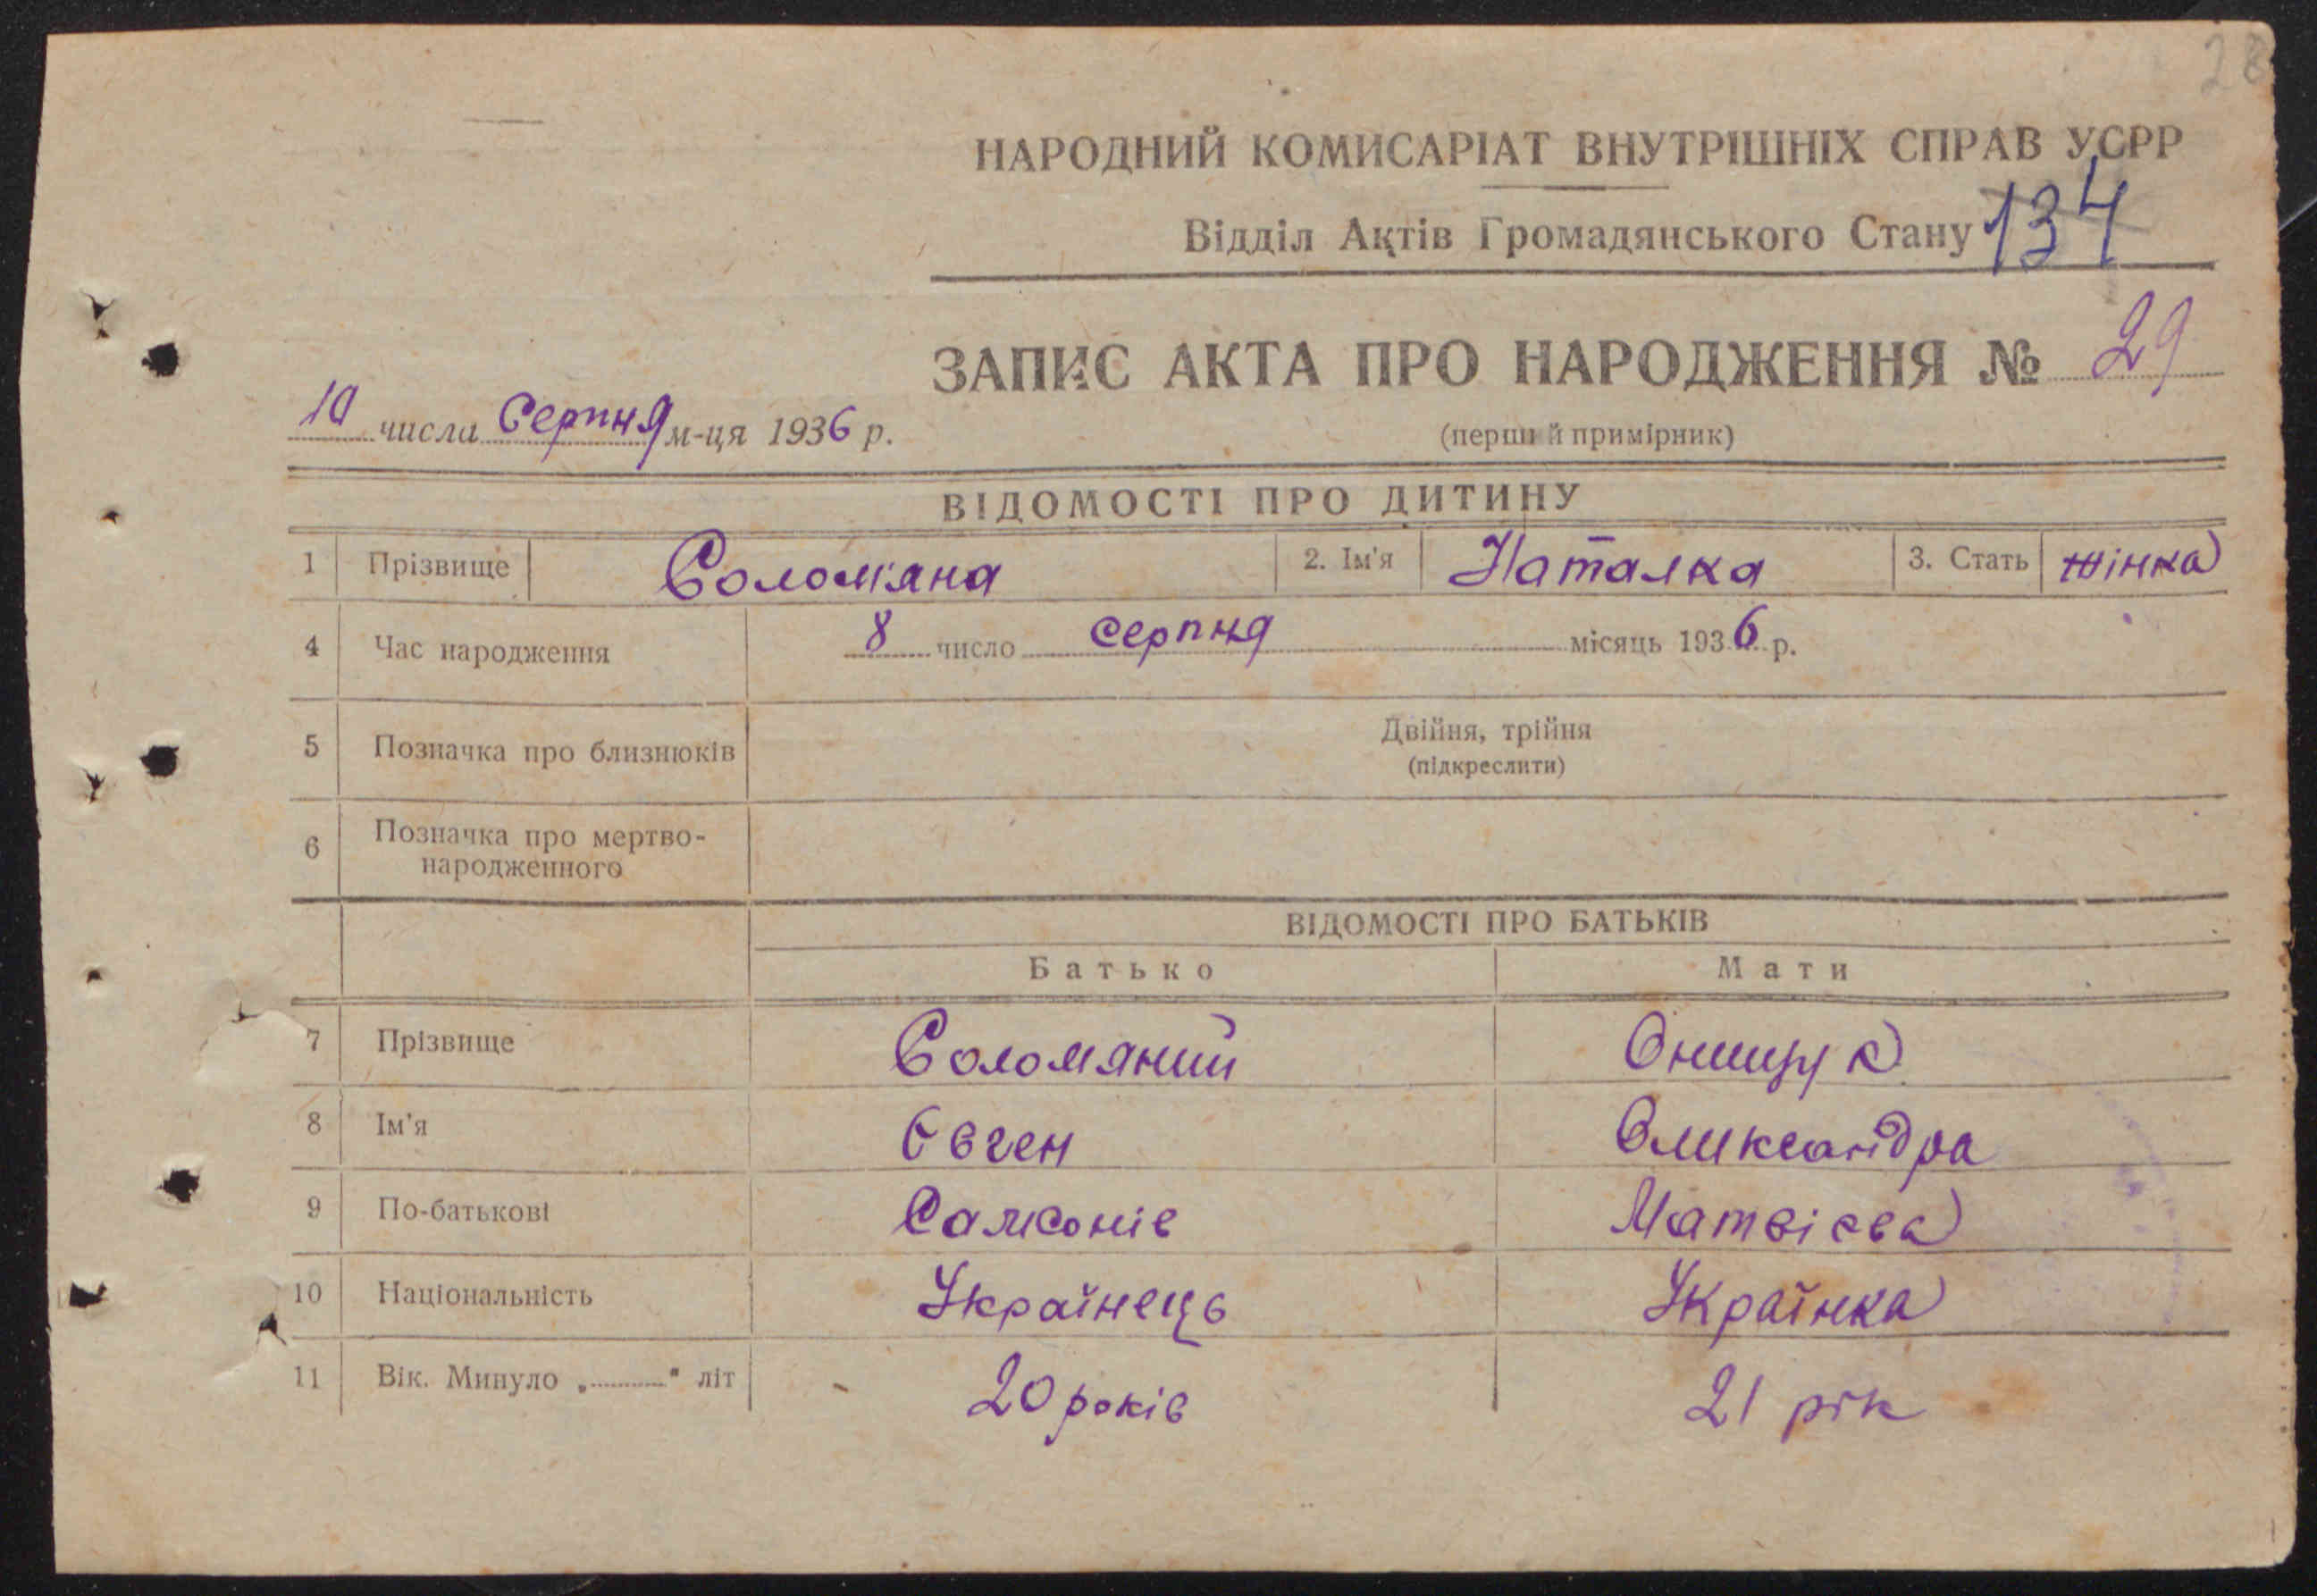 28
НАРОДНИЙ КОМИСАРІАТ ВНУТРІШНІХ СПРАВ УСРР
Відділ Актів Громадянського Стану 134
ЗАПИС АКТА ПРО НАРОДЖЕННЯ № 29
10 числа Серпня м-ця 1936 р.
(перший примірник)
ВІДОМОСТІ ПРО ДИТИНУ
1 Прізвище Солом'яна 2. Ім'я Наталка 3. Стать жінка
4 Час народження 8 число серпня місяць 1936 р.
5 Позначка про близнюків Двійня, трійня
(підкреслити)
6 Позначка про мертво-
народженного
ВІДОМОСТІ ПРО БАТЬКІВ
Батько Мати
7 Прізвище Соломяний Онищук
8 Ім'я Євген Олександра
9 По-батькові Самсонів Матвієва
10 Національність Українець Українка
11 Вік. Минуло „ " літ 20 років 21 рік